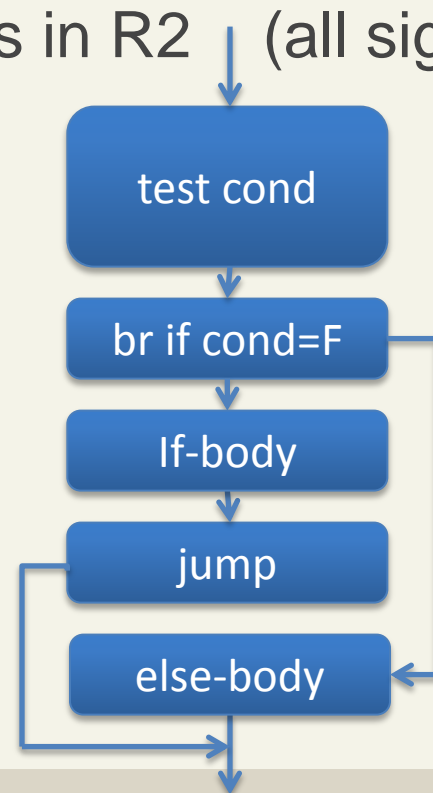 s in R2 (all sig
test cond
br if cond=F
If-body
jump
else-body